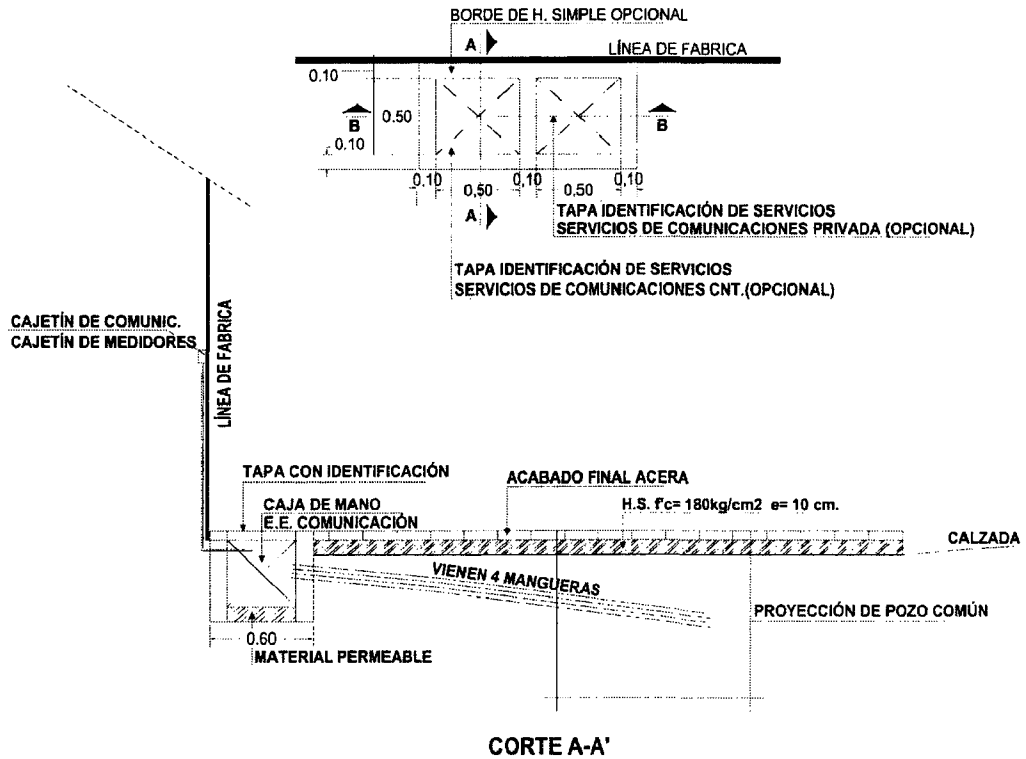 BORDE DE H. SIMPLE OPCIONAL
A
LÍNEA DE FABRICA
0.10
B
0.50
B
0.10
0,10
0,50
0,10
0,50
0,10
A
TAPA IDENTIFICACIÓN DE SERVICIOS
SERVICIOS DE COMUNICACIONES PRIVADA (OPCIONAL)
TAPA IDENTIFICACIÓN DE SERVICIOS
SERVICIOS DE COMUNICACIONES CNT.(OPCIONAL)
CAJETÍN DE COMUNIC.
CAJETÍN DE MEDIDORES
LÍNEA DE FABRICA
TAPA CON IDENTIFICACIÓN
ACABADO FINAL ACERA
CAJA DE MANO
E.E. COMUNICACIÓN
H.S. f'c= 180kg/cm2 e= 10 cm.
CALZADA
VIENEN 4 MANGUERAS
PROYECCIÓN DE POZO COMÚN
0.60
MATERIAL PERMEABLE
CORTE A-A'